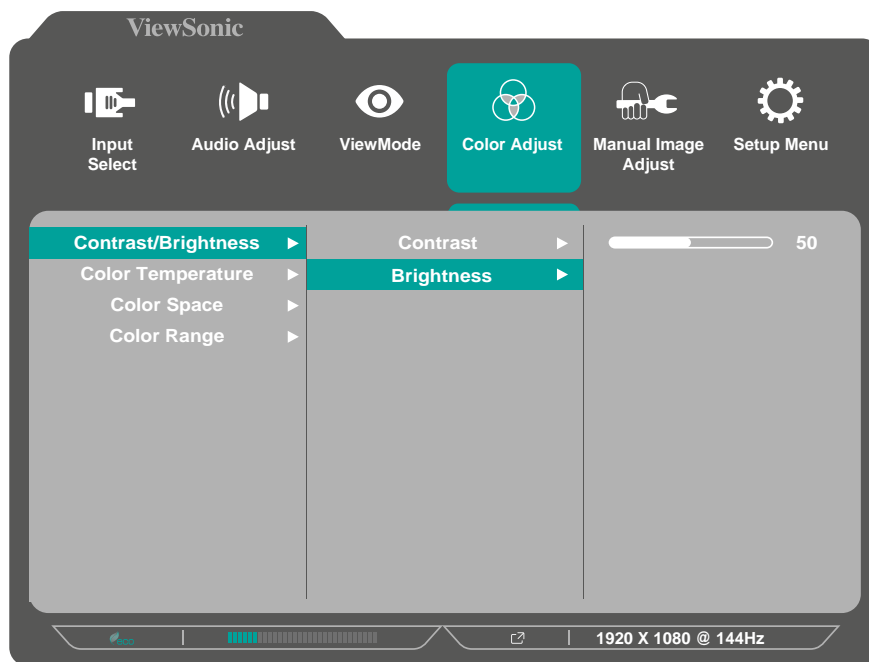 ViewSonic
Input Select
Audio Adjust
ViewMode
Color Adjust
Manual Image Adjust
Setup Menu
Contrast/Brightness
Contrast
50
Color Temperature
Brightness
Color Space
Color Range
eco
1920 X 1080 @ 144Hz